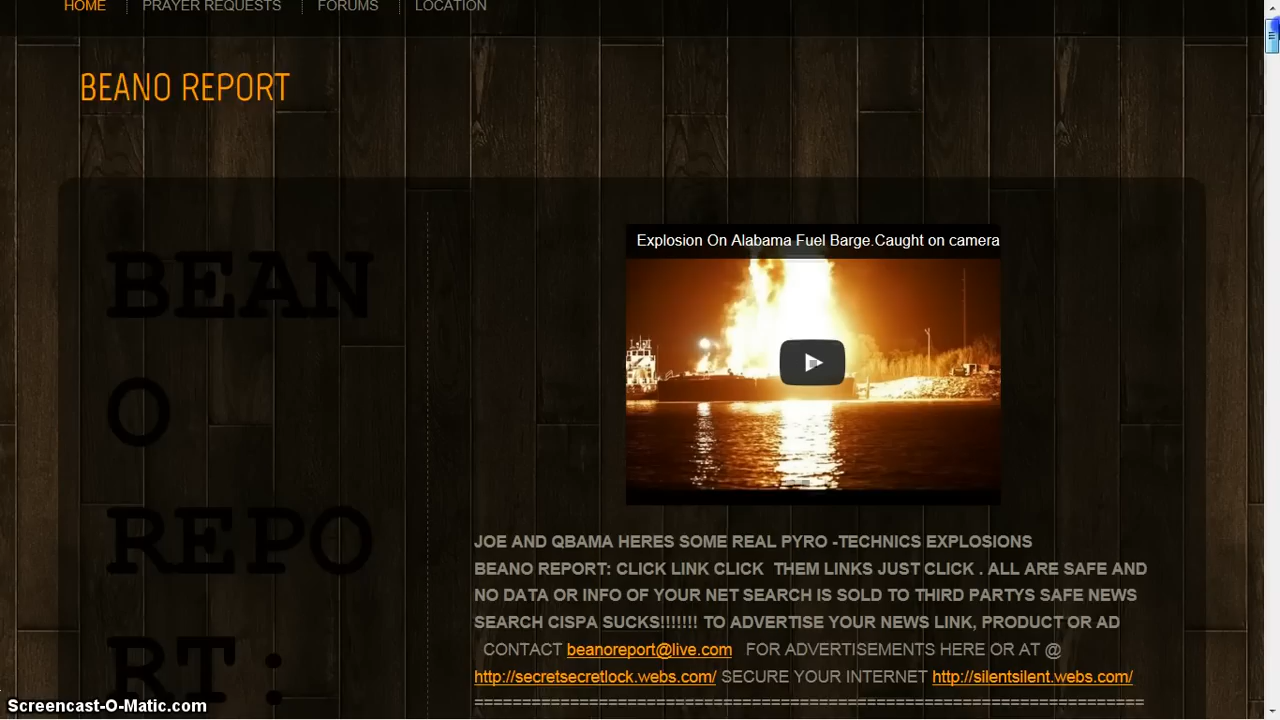 HOME PRAYER REQUESTS FORUMS LOCATION
BEANO REPORT
BEAN
O
REPO
RT:
Explosion On Alabama Fuel Barge.Caught on camera
JOE AND QBAMA HERES SOME REAL PYRO -TECHNICS EXPLOSIONS
BEANO REPORT: CLICK LINK CLICK THEM LINKS JUST CLICK . ALL ARE SAFE AND
NO DATA OR INFO OF YOUR NET SEARCH IS SOLD TO THIRD PARTYS SAFE NEWS
SEARCH CISPA SUCKS!!!!!!! TO ADVERTISE YOUR NEWS LINK, PRODUCT OR AD
CONTACT beanoreport@live.com FOR ADVERTISEMENTS HERE OR AT @
http://secretsecretlock.webs.com/ SECURE YOUR INTERNET http://silentsilent.webs.com/
======================================================================
Screencast-O-Matic.com